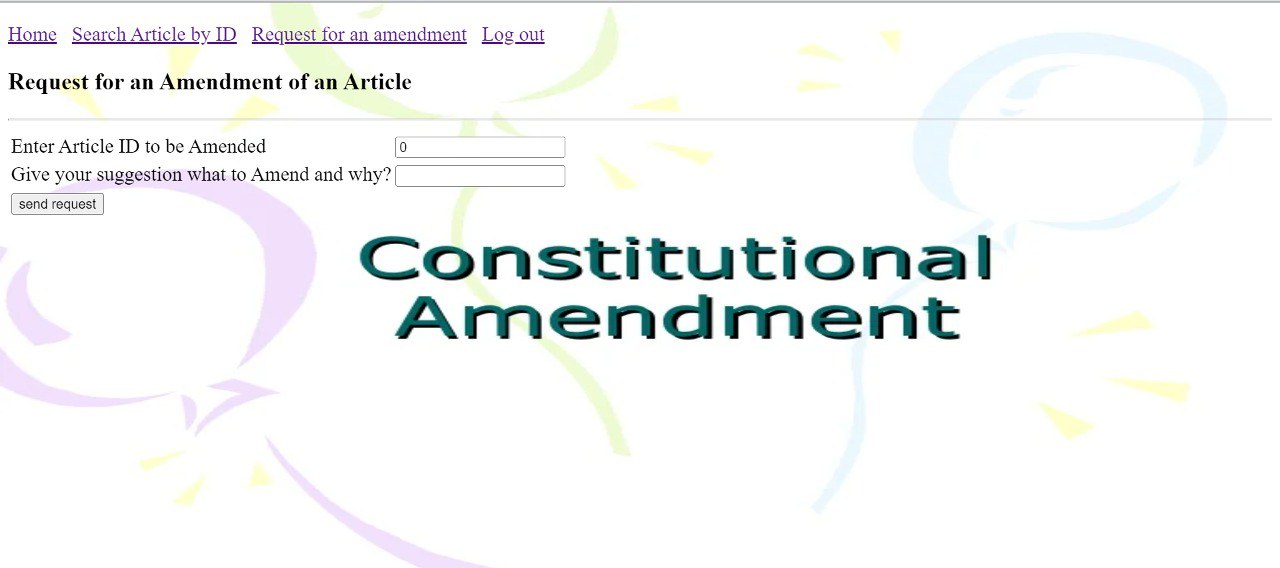 Home Search Article by ID Request for an amendment Log out
Request for an Amendment of an Article
Enter Article ID to be Amended 0
Give your suggestion what to Amend and why?
send request
Constitutional
Amendment